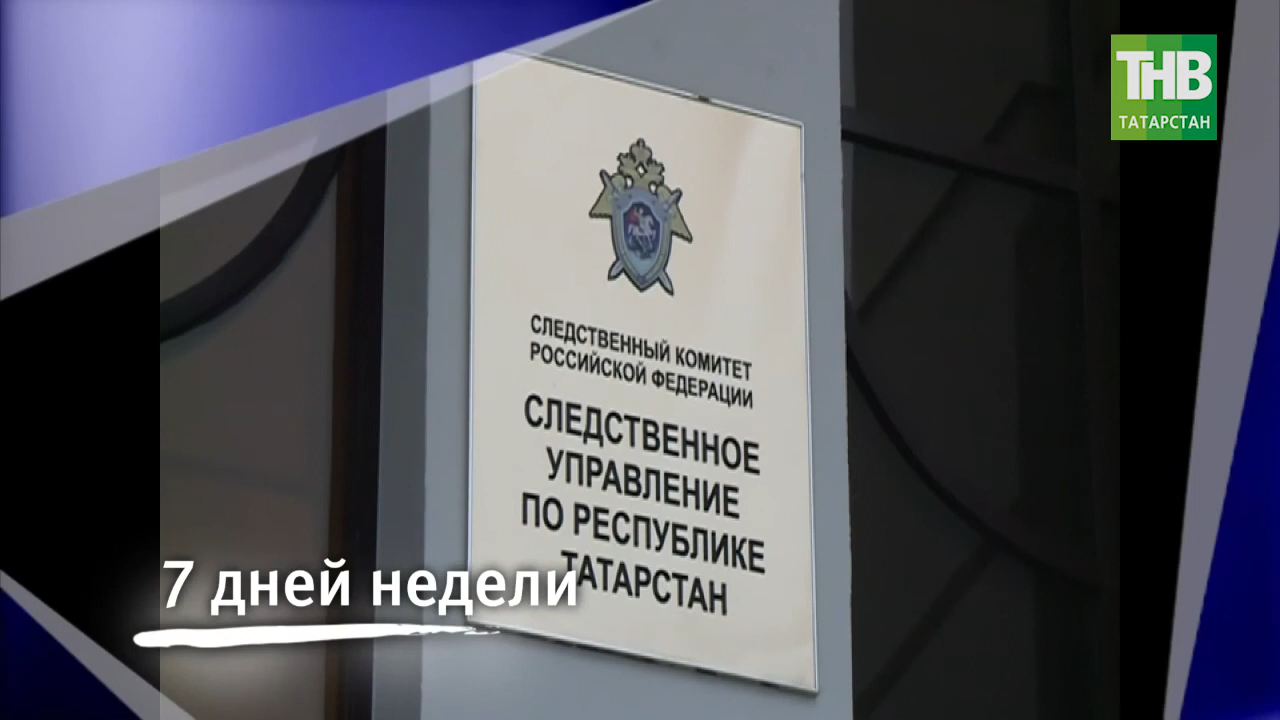 ТНВ
ТАТАРСТАН
СЛЕДСТВЕННЫЙ КОМИТЕТ
РОССИЙСКОЙ ФЕДЕРАЦИИ
СЛЕДСТВЕННОЕ
УПРАВЛЕНИЕ
ПО РЕСПУБЛИКЕ
ТАТАРСТАН
7 дней недели